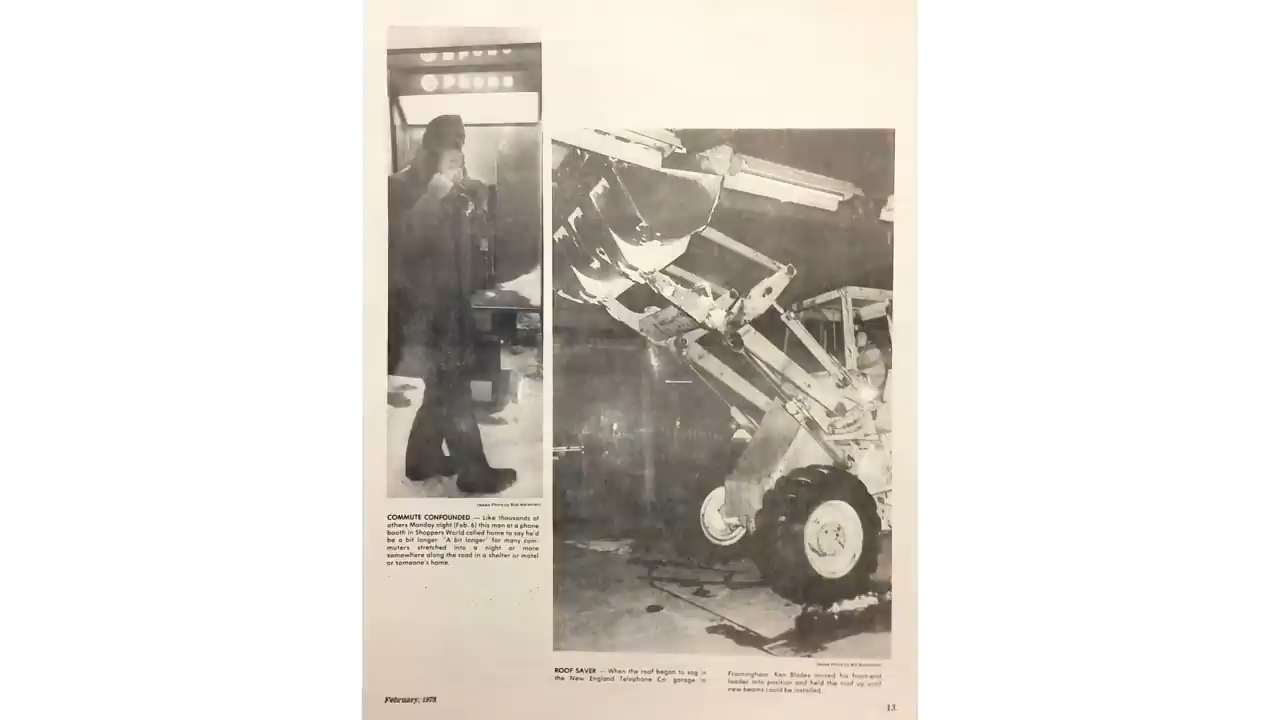 Phone
Phone
COMMUTE CONFOUNDED — Like thousands of
others Monday night (Feb. 6) this man at a phone
booth in Shoppers World called home to say he'd
be a bit longer. "A bit longer" for many com-
muters stretched into a night or more
somewhere along the road in a shelter or motel
or someone's home.
ROOF SAVER — When the roof began to sag in
the New England Telephone Co. garage in
Framingham, Ken Blades moved his front-end
loader into position and held the roof up until
new beams could be installed.
February, 1978
13